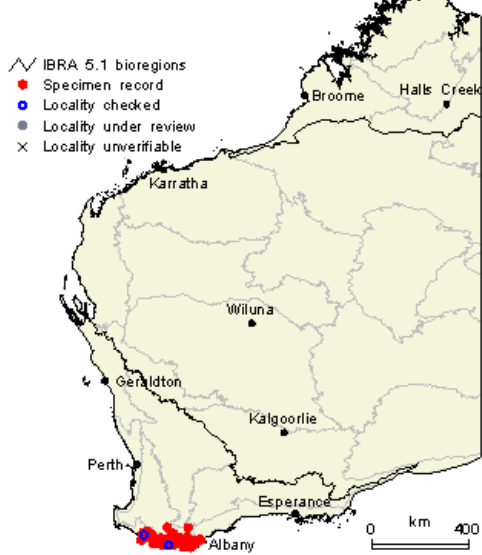 IBRA 5.1 bioregions
Specimen record
Locality checked
Locality under review
Locality unverifiable
Broome
Halls Creek
Karratha
Wiluna
Geraldton
Kalgoorlie
Perth
Esperance
Albany
0 km 400